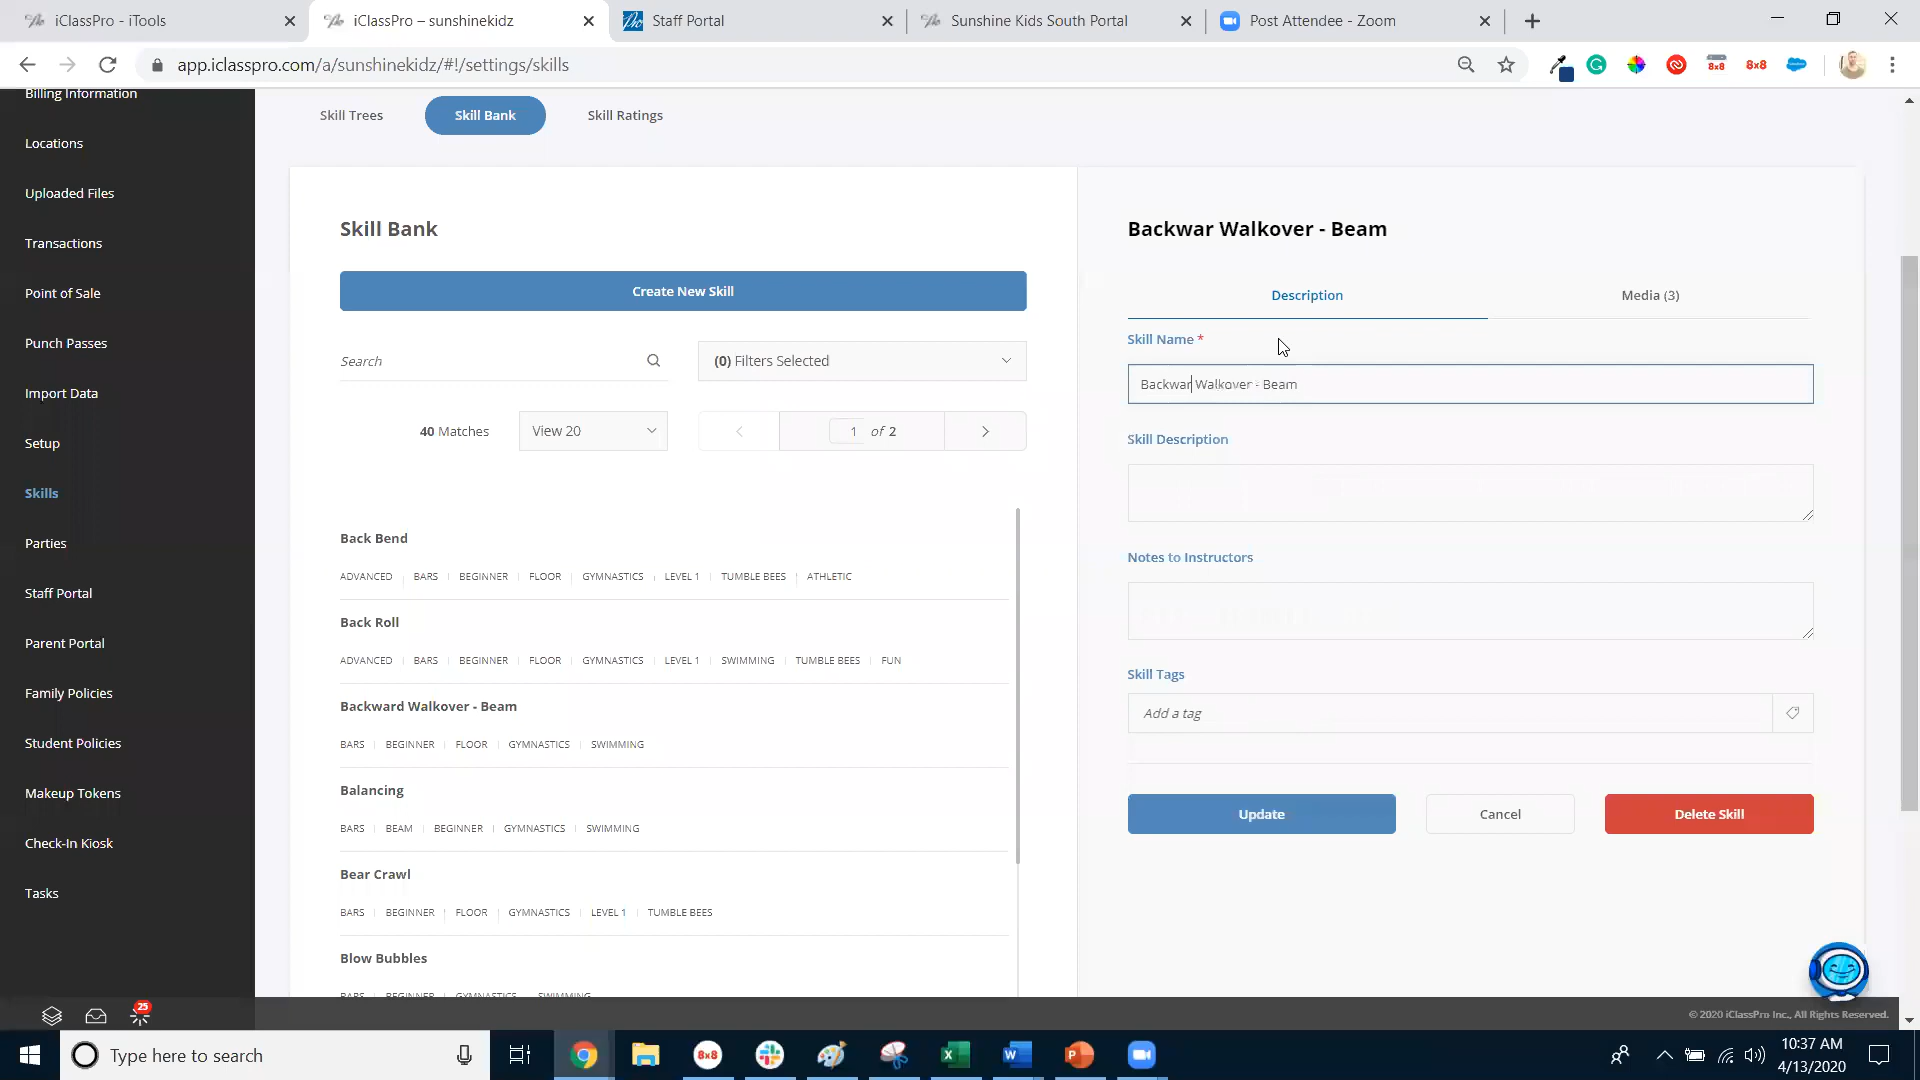 iClassPro - iTools
iClassPro – sunshinekidz
Staff Portal
Sunshine Kids South Portal
Post Attendee - Zoom
app.iclasspro.com/a/sunshinekidz/#!/settings/skills
8x8
8x8
Billing Information
Locations
Uploaded Files
Transactions
Point of Sale
Punch Passes
Import Data
Setup
Skills
Parties
Staff Portal
Parent Portal
Family Policies
Student Policies
Makeup Tokens
Check-In Kiosk
Tasks
25
Skill Trees
Skill Bank
Skill Ratings
Skill Bank
Create New Skill
Search
(0) Filters Selected
40 Matches
View 20
1 of 2
Back Bend
ADVANCED BARS BEGINNER FLOOR GYMNASTICS LEVEL 1 TUMBLE BEES ATHLETIC
Back Roll
ADVANCED BARS BEGINNER FLOOR GYMNASTICS LEVEL 1 SWIMMING TUMBLE BEES FUN
Backward Walkover - Beam
BARS BEGINNER FLOOR GYMNASTICS SWIMMING
Balancing
BARS BEAM BEGINNER GYMNASTICS SWIMMING
Bear Crawl
BARS BEGINNER FLOOR GYMNASTICS LEVEL 1 TUMBLE BEES
Blow Bubbles
BARS BEGINNER GYMNASTICS SWIMMING
Backwar Walkover - Beam
Description
Media (3)
Skill Name *
Backwar Walkover - Beam
Skill Description
Notes to Instructors
Skill Tags
Add a tag
Update
Cancel
Delete Skill
© 2020 iClassPro Inc., All Rights Reserved.
Type here to search
8x8
10:37 AM
4/13/2020